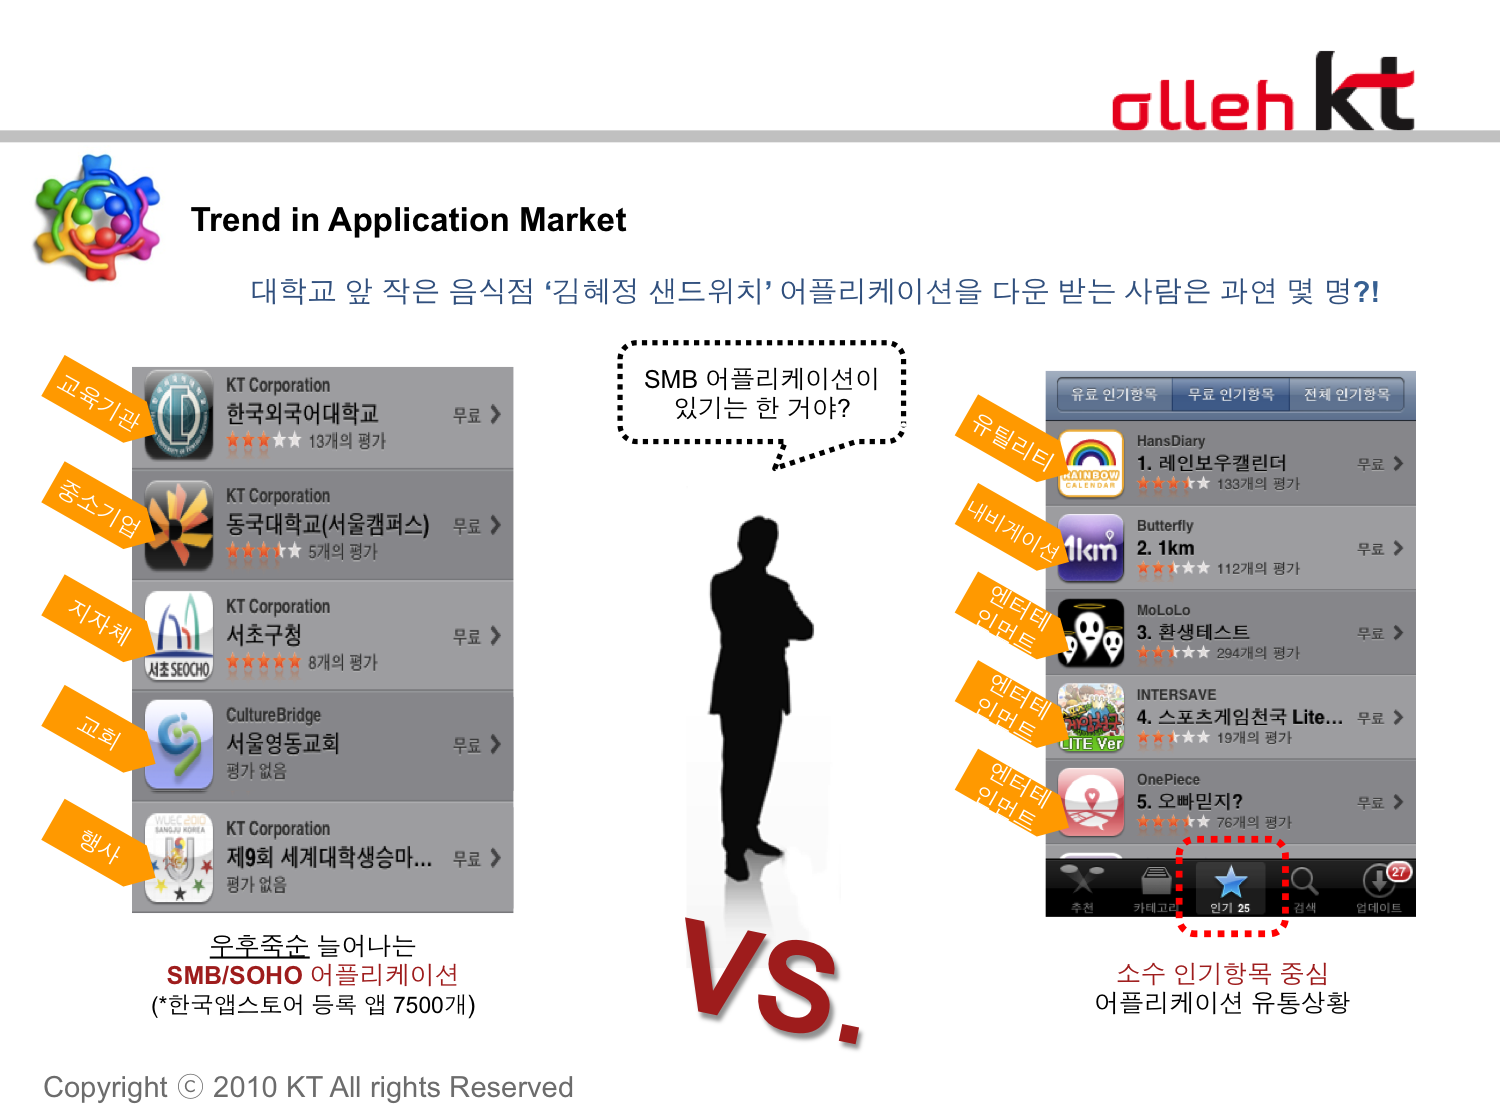 olleh kt
Trend in Application Market
대학교 앞 작은 음식점 ‘김혜정 샌드위치’ 어플리케이션을 다운 받는 사람은 과연 몇 명?!
교육기관
KT Corporation
한국외국어대학교
13개의 평가
무료
중소기업
KT Corporation
동국대학교(서울캠퍼스)
5개의 평가
무료
지자체
서초 SEOCHO
KT Corporation
서초구청
8개의 평가
무료
교회
CultureBridge
서울영동교회
평가 없음
무료
행사
WUEC 2010
SANGJU KOREA
KT Corporation
제9회 세계대학생승마...
평가 없음
무료
우후죽순 늘어나는
SMB/SOHO 어플리케이션
(*한국앱스토어 등록 앱 7500개)
SMB 어플리케이션이
있기는 한 거야?
VS.
유료 인기항목 무료 인기항목 전체 인기항목
유틸리티
RAINBOW
CALENDAR
HansDiary
1. 레인보우캘린더
133개의 평가
무료
내비게이션
1km
Butterfly
2. 1km
112개의 평가
무료
엔터테
인먼트
MoLoLo
3. 환생테스트
294개의 평가
무료
엔터테
인먼트
LITE Ver
INTERSAVE
4. 스포츠게임천국 Lite...
19개의 평가
무료
엔터테
인먼트
OnePiece
5. 오빠믿지?
76개의 평가
무료
27
추천 카테고리 인기 25 검색 업데이트
소수 인기항목 중심
어플리케이션 유통상황
Copyright ⓒ 2010 KT All rights Reserved